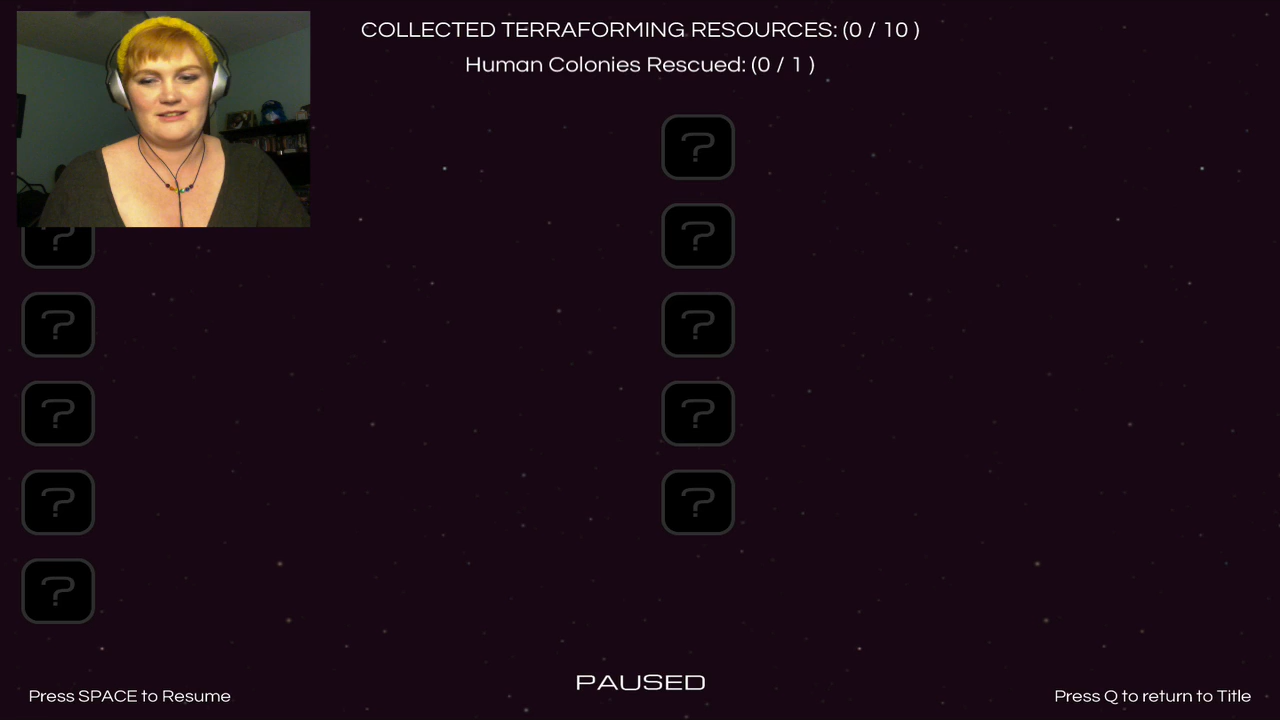 COLLECTED TERRAFORMING RESOURCES: (0 / 10 )
Human Colonies Rescued: (0 / 1 )
?
?
?
?
?
?
?
?
?
?
PAUSED
Press SPACE to Resume
Press Q to return to Title